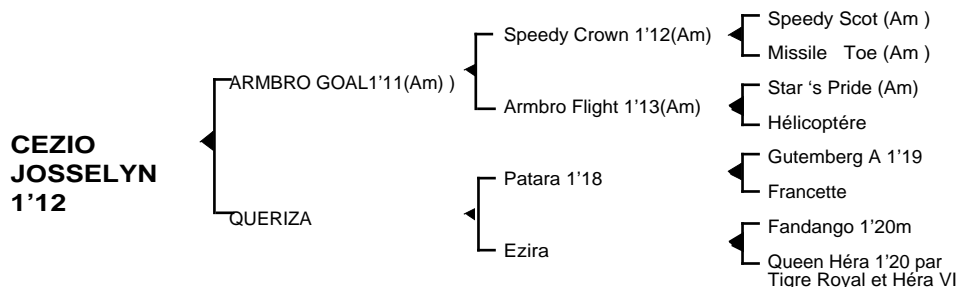 Speedy Scot (Am )
Speedy Crown 1’12(Am)
Missile Toe (Am )
ARMBRO GOAL1’11(Am) )
Star ‘s Pride (Am)
Armbro Flight 1’13(Am)
Hélicoptére
CEZIO
JOSSELYN
1’12
Gutemberg A 1’19
Patara 1’18
Francette
QUERIZA
Fandango 1’20m
Ezira
Queen Héra 1’20 par
Tigre Royal et Héra VI